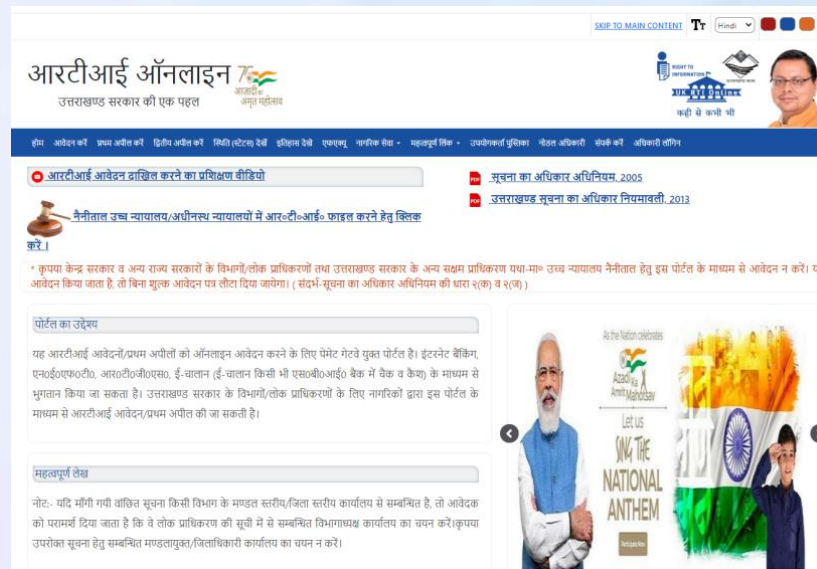 SKIP TO MAIN CONTENT TT Hindi
आरटीआई ऑनलाइन
उत्तराखण्ड सरकार की एक पहल
आज़ादी का
अमृत महोत्सव
RIGHT TO
INFORMATION
UK RTI Online
कहीं से कभी भी
होम आवेदन करें प्रथम अपील करें द्वितीय अपील करें स्थिति (स्टेटस) देखें इतिहास देखे एफएक्यू नागरिक सेवा महत्वपूर्ण लिंक उपयोगकर्ता पुस्तिका नोडल अधिकारी संपर्क करें अधिकारी लॉगिन
आरटीआई आवेदन दाखिल करने का प्रशिक्षण वीडियो
PDF सूचना का अधिकार अधिनियम, 2005
PDF उत्तराखण्ड सूचना का अधिकार नियमावली, 2013
नैनीताल उच्च न्यायालय/अधीनस्थ न्यायालयों में आर०टी०आई० फाइल करने हेतु क्लिक
करें ।
* कृपया केन्द्र सरकार व अन्य राज्य सरकारों के विभागों/लोक प्राधिकरणों तथा उत्तराखण्ड सरकार के अन्य सक्षम प्राधिकरण यथा-मा० उच्च न्यायालय नैनीताल हेतु इस पोर्टल के माध्यम से आवेदन न करें।
आवेदन किया जाता है, तो बिना शुल्क आवेदन पत्र लौटा दिया जायेगा। ( संदर्भ-सूचना का अधिकार अधिनियम की धारा २(क) व २(ज) )
पोर्टल का उद्देश्य
यह आरटीआई आवेदनों/प्रथम अपीलों को ऑनलाइन आवेदन करने के लिए पेमेंट गेटवे युक्त पोर्टल है। इंटरनेट बैंकिंग,
एन०ई०एफ०टी०, आर०टी०जी०एस०, ई-चालान (ई-चालान किसी भी एस०बी०आई० बैंक में चैक व कैश) के माध्यम से
भुगतान किया जा सकता है। उत्तराखण्ड सरकार के विभागों/लोक प्राधिकरणों के लिए नागरिकों द्वारा इस पोर्टल के
माध्यम से आरटीआई आवेदन/प्रथम अपील की जा सकती है।
महत्वपूर्ण लेख
नोट:- यदि माँगी गयी वांछित सूचना किसी विभाग के मण्डल स्तरीय/जिला स्तरीय कार्यालय से सम्बन्धित है, तो आवेदक
को परामर्श दिया जाता है कि वे लोक प्राधिकरण की सूची में से सम्बन्धित विभागाध्यक्ष कार्यालय का चयन करें।(कृपया
उपरोक्त सूचना हेतु सम्बन्धित मण्डलायुक्त/जिलाधिकारी कार्यालय का चयन न करें।
As the Nation celebrates
Azadi Ka
Amrit Mahotsav
Let us
SING THE
NATIONAL
ANTHEM
Participate Now